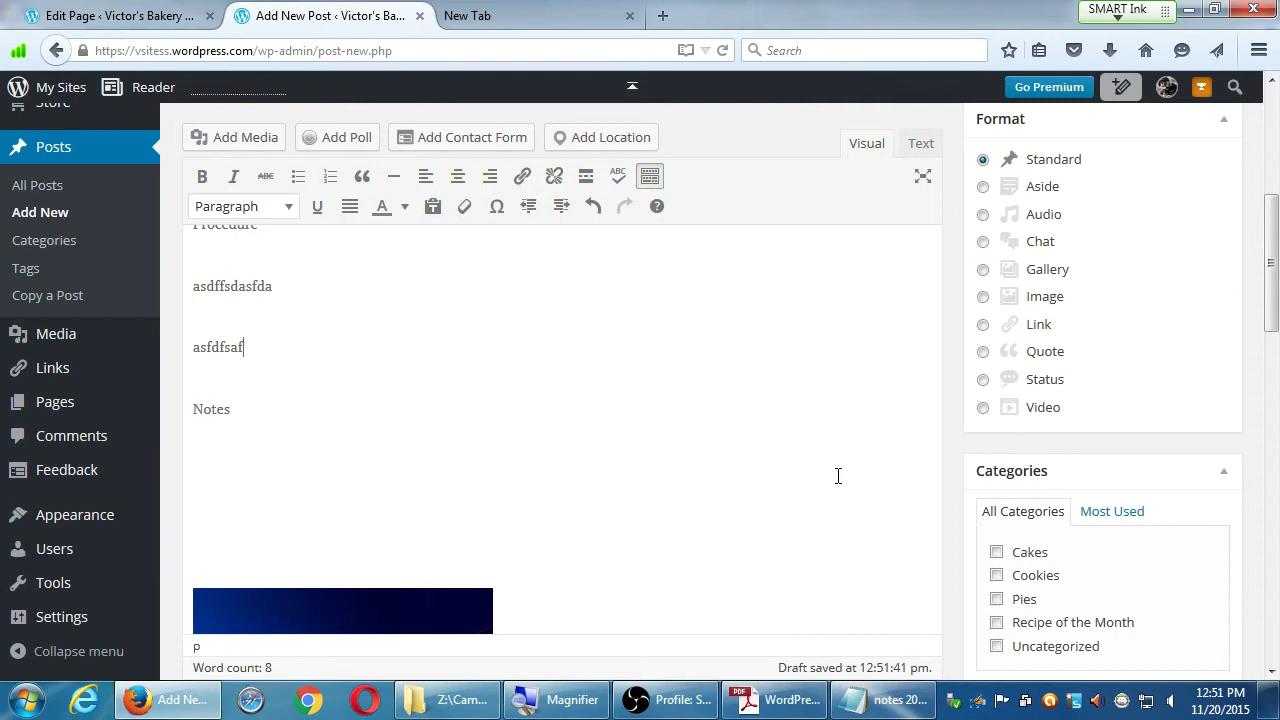 Edit Page ‹ Victor's Bakery ...
Add New Post ‹ Victor's Ba...
New Tab
SMART Ink
https://vsitess.wordpress.com/wp-admin/post-new.php
Search
My Sites
Reader
Go Premium
Store
Posts
All Posts
Add New
Categories
Tags
Copy a Post
Media
Links
Pages
Comments
Feedback
Appearance
Users
Tools
Settings
Collapse menu
Add Media
Add Poll
Add Contact Form
Add Location
Visual
Text
B I ABC ABC
Paragraph U A
Procedure
asdffsdasfda
asfdfsaf
Notes
p
Word count: 8
Draft saved at 12:51:41 pm.
Format
Standard
Aside
Audio
Chat
Gallery
Image
Link
Quote
Status
Video
Categories
All Categories
Most Used
Cakes
Cookies
Pies
Recipe of the Month
Uncategorized
Add Ne...
Z:\Cam...
Magnifier
Profile: S...
PDF
WordPre...
notes 20...
12:51 PM
11/20/2015